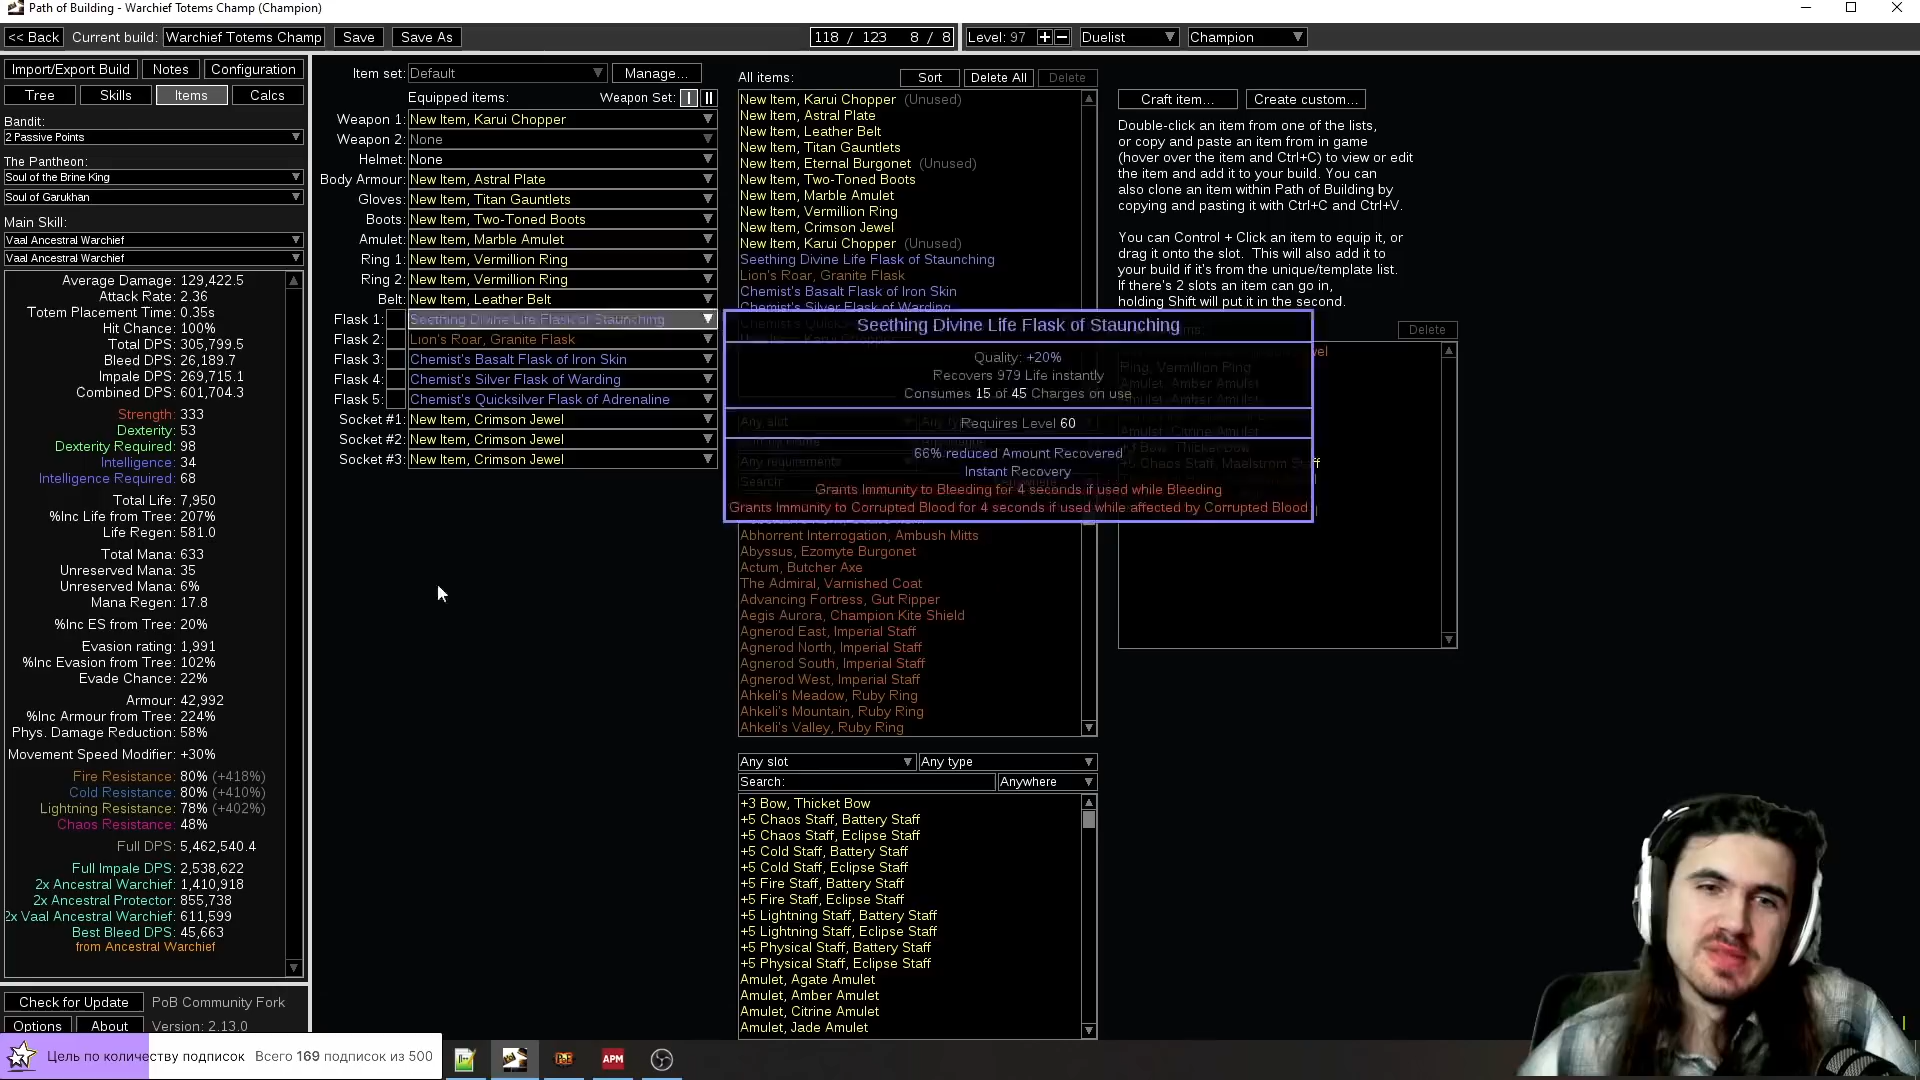 Path of Building - Warchief Totems Champ (Champion)
<< Back Current build: Warchief Totems Champ Save Save As 118 / 123 8 / 8 Level: 97 + - Duelist Champion
Import/Export Build Notes Configuration
Tree Skills Items Calcs
Bandit:
2 Passive Points
The Pantheon:
Soul of the Brine King
Soul of Garukhan
Main Skill:
Vaal Ancestral Warchief
Vaal Ancestral Warchief
Average Damage: 129,422.5
Attack Rate: 2.36
Totem Placement Time: 0.35s
Hit Chance: 100%
Total DPS: 305,799.5
Bleed DPS: 26,189.7
Impale DPS: 269,715.1
Combined DPS: 601,704.3
Strength: 333
Dexterity: 53
Dexterity Required: 98
Intelligence: 34
Intelligence Required: 68
Total Life: 7,950
%Inc Life from Tree: 207%
Life Regen: 581.0
Total Mana: 633
Unreserved Mana: 35
Unreserved Mana: 6%
Mana Regen: 17.8
%Inc ES from Tree: 20%
Evasion rating: 1,991
%Inc Evasion from Tree: 102%
Evade Chance: 22%
Armour: 42,992
%Inc Armour from Tree: 224%
Phys. Damage Reduction: 58%
Movement Speed Modifier: +30%
Fire Resistance: 80% (+418%)
Cold Resistance: 80% (+410%)
Lightning Resistance: 78% (+402%)
Chaos Resistance: 48%
Full DPS: 5,462,540.4
Full Impale DPS: 2,538,622
2x Ancestral Warchief: 1,410,918
2x Ancestral Protector: 855,738
2x Vaal Ancestral Warchief: 611,599
Best Bleed DPS: 45,663
from Ancestral Warchief
Check for Update PoB Community Fork
Options About Version: 2.13.0
Цель по количеству подписок Всего 169 подписок из 500
PoE APM
Item set: Default Manage...
Equipped items: Weapon Set: I II
Weapon 1: New Item, Karui Chopper
Weapon 2: None
Helmet: None
Body Armour: New Item, Astral Plate
Gloves: New Item, Titan Gauntlets
Boots: New Item, Two-Toned Boots
Amulet: New Item, Marble Amulet
Ring 1: New Item, Vermillion Ring
Ring 2: New Item, Vermillion Ring
Belt: New Item, Leather Belt
Flask 1: Seething Divine Life Flask of Staunching
Flask 2: Lion's Roar, Granite Flask
Flask 3: Chemist's Basalt Flask of Iron Skin
Flask 4: Chemist's Silver Flask of Warding
Flask 5: Chemist's Quicksilver Flask of Adrenaline
Socket #1: New Item, Crimson Jewel
Socket #2: New Item, Crimson Jewel
Socket #3: New Item, Crimson Jewel
All items: Sort Delete All Delete
New Item, Karui Chopper (Unused)
New Item, Astral Plate
New Item, Leather Belt
New Item, Titan Gauntlets
New Item, Eternal Burgonet (Unused)
New Item, Two-Toned Boots
New Item, Marble Amulet
New Item, Vermillion Ring
New Item, Crimson Jewel
New Item, Karui Chopper (Unused)
Seething Divine Life Flask of Staunching
Lion's Roar, Granite Flask
Chemist's Basalt Flask of Iron Skin
Chemist's Silver Flask of Warding
Seething Divine Life Flask of Staunching
Quality: +20%
Recovers 979 Life instantly
Consumes 15 of 45 Charges on use
Requires Level 60
66% reduced Amount Recovered
Instant Recovery
Grants Immunity to Bleeding for 4 seconds if used while Bleeding
Grants Immunity to Corrupted Blood for 4 seconds if used while affected by Corrupted Blood
Any slot
Any requirements
Search:
Abhorrent Interrogation, Ambush Mitts
Abyssus, Ezomyte Burgonet
Actum, Butcher Axe
The Admiral, Varnished Coat
Advancing Fortress, Gut Ripper
Aegis Aurora, Champion Kite Shield
Agnerod East, Imperial Staff
Agnerod North, Imperial Staff
Agnerod South, Imperial Staff
Agnerod West, Imperial Staff
Ahkeli's Meadow, Ruby Ring
Ahkeli's Mountain, Ruby Ring
Ahkeli's Valley, Ruby Ring
Any slot Any type
Search: Anywhere
+3 Bow, Thicket Bow
+5 Chaos Staff, Battery Staff
+5 Chaos Staff, Eclipse Staff
+5 Cold Staff, Battery Staff
+5 Cold Staff, Eclipse Staff
+5 Fire Staff, Battery Staff
+5 Fire Staff, Eclipse Staff
+5 Lightning Staff, Battery Staff
+5 Lightning Staff, Eclipse Staff
+5 Physical Staff, Battery Staff
+5 Physical Staff, Eclipse Staff
Amulet, Agate Amulet
Amulet, Amber Amulet
Amulet, Citrine Amulet
Amulet, Jade Amulet
Craft item... Create custom...
Double-click an item from one of the lists,
or copy and paste an item from in game
(hover over the item and Ctrl+C) to view or edit
the item and add it to your build. You can
also clone an item within Path of Building by
copying and pasting it with Ctrl+C and Ctrl+V.
You can Control + Click an item to equip it, or
drag it onto the slot. This will also add it to
your build if it's from the unique/template list.
If there's 2 slots an item can go in,
holding Shift will put it in the second.
Delete
Ring, Vermillion Ring
Amulet, Amber Amulet
Amulet, Citrine Amulet
+3 Bow, Thicket Bow
+5 Chaos Staff, Maelstrom Staff